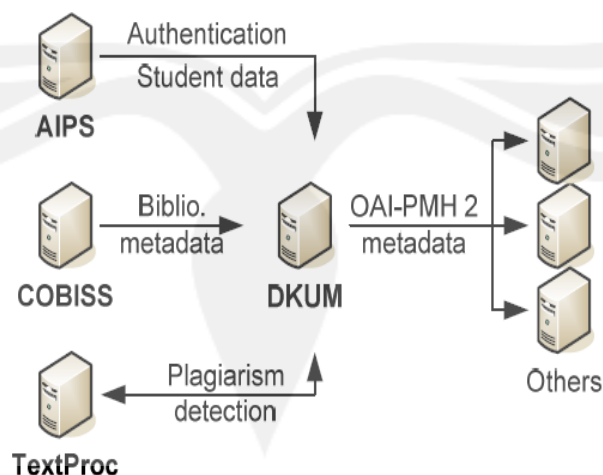 Authentication
Student data
AIPS
Biblio.
metadata
COBISS
DKUM
OAI-PMH 2
metadata
Others
Plagiarism
detection
TextProc